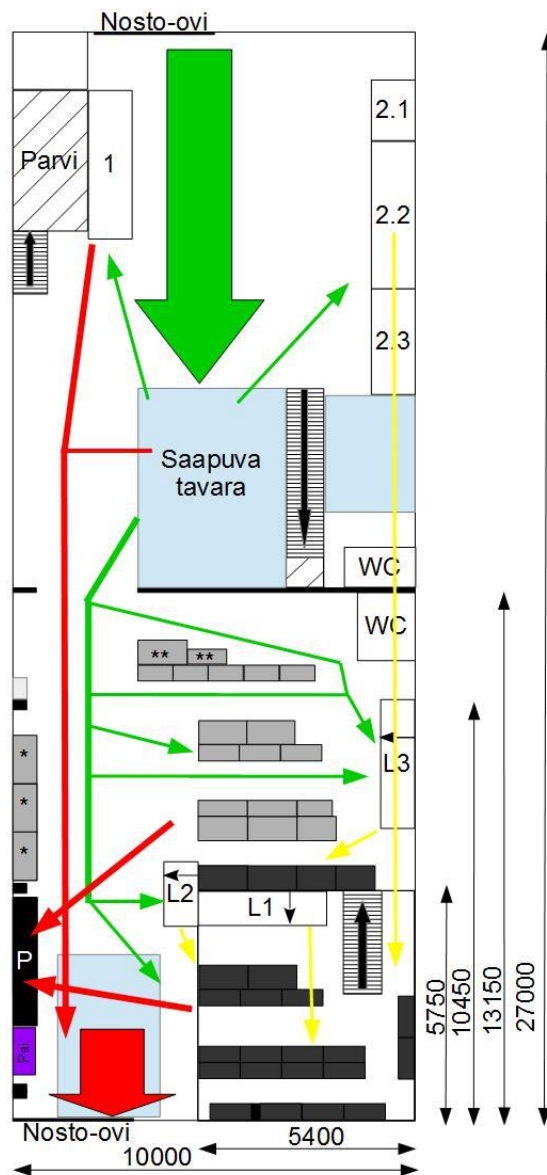 Nosto-ovi
2.1
Parvi
1
2.2
2.3
Saapuva
tavara
WC
WC
**
**
*
L3
*
*
L2
L1
P
Pal
Nosto-ovi
5400
10000
5750
10450
13150
27000